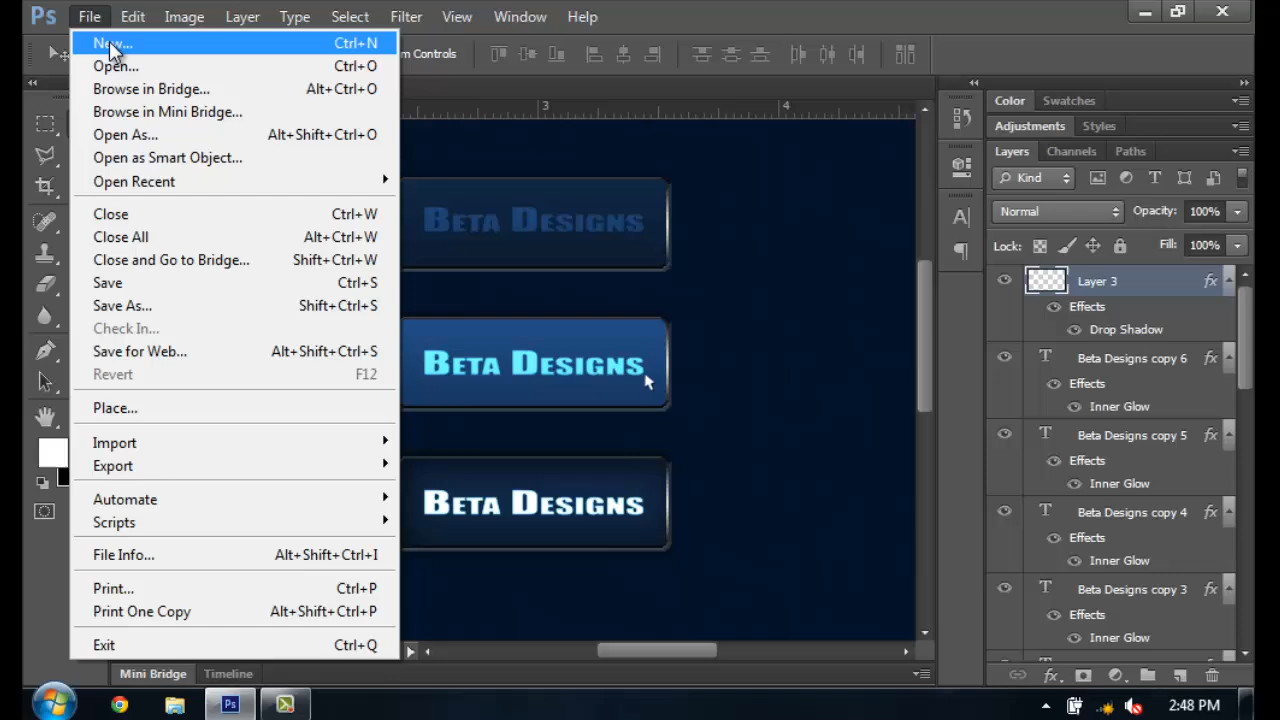 Ps File Edit Image Layer Type Select Filter View Window Help
m Controls
New... Ctrl+N
Open... Ctrl+O
Browse in Bridge... Alt+Ctrl+O
Browse in Mini Bridge...
Open As... Alt+Shift+Ctrl+O
Open as Smart Object...
Open Recent
Close Ctrl+W
Close All Alt+Ctrl+W
Close and Go to Bridge... Shift+Ctrl+W
Save Ctrl+S
Save As... Shift+Ctrl+S
Check In...
Save for Web... Alt+Shift+Ctrl+S
Revert F12
Place...
Import
Export
Automate
Scripts
File Info... Alt+Shift+Ctrl+I
Print... Ctrl+P
Print One Copy Alt+Shift+Ctrl+P
Exit Ctrl+Q
3 4
Beta Designs
Beta Designs
Beta Designs
Color Swatches
Adjustments Styles
Layers Channels Paths
Kind
Normal Opacity: 100%
Lock: Fill: 100%
Layer 3 fx
Effects
Drop Shadow
T Beta Designs copy 6 fx
Effects
Inner Glow
T Beta Designs copy 5 fx
Effects
Inner Glow
T Beta Designs copy 4 fx
Effects
Inner Glow
T Beta Designs copy 3 fx
Effects
Inner Glow
fx
Mini Bridge Timeline
Ps
2:48 PM